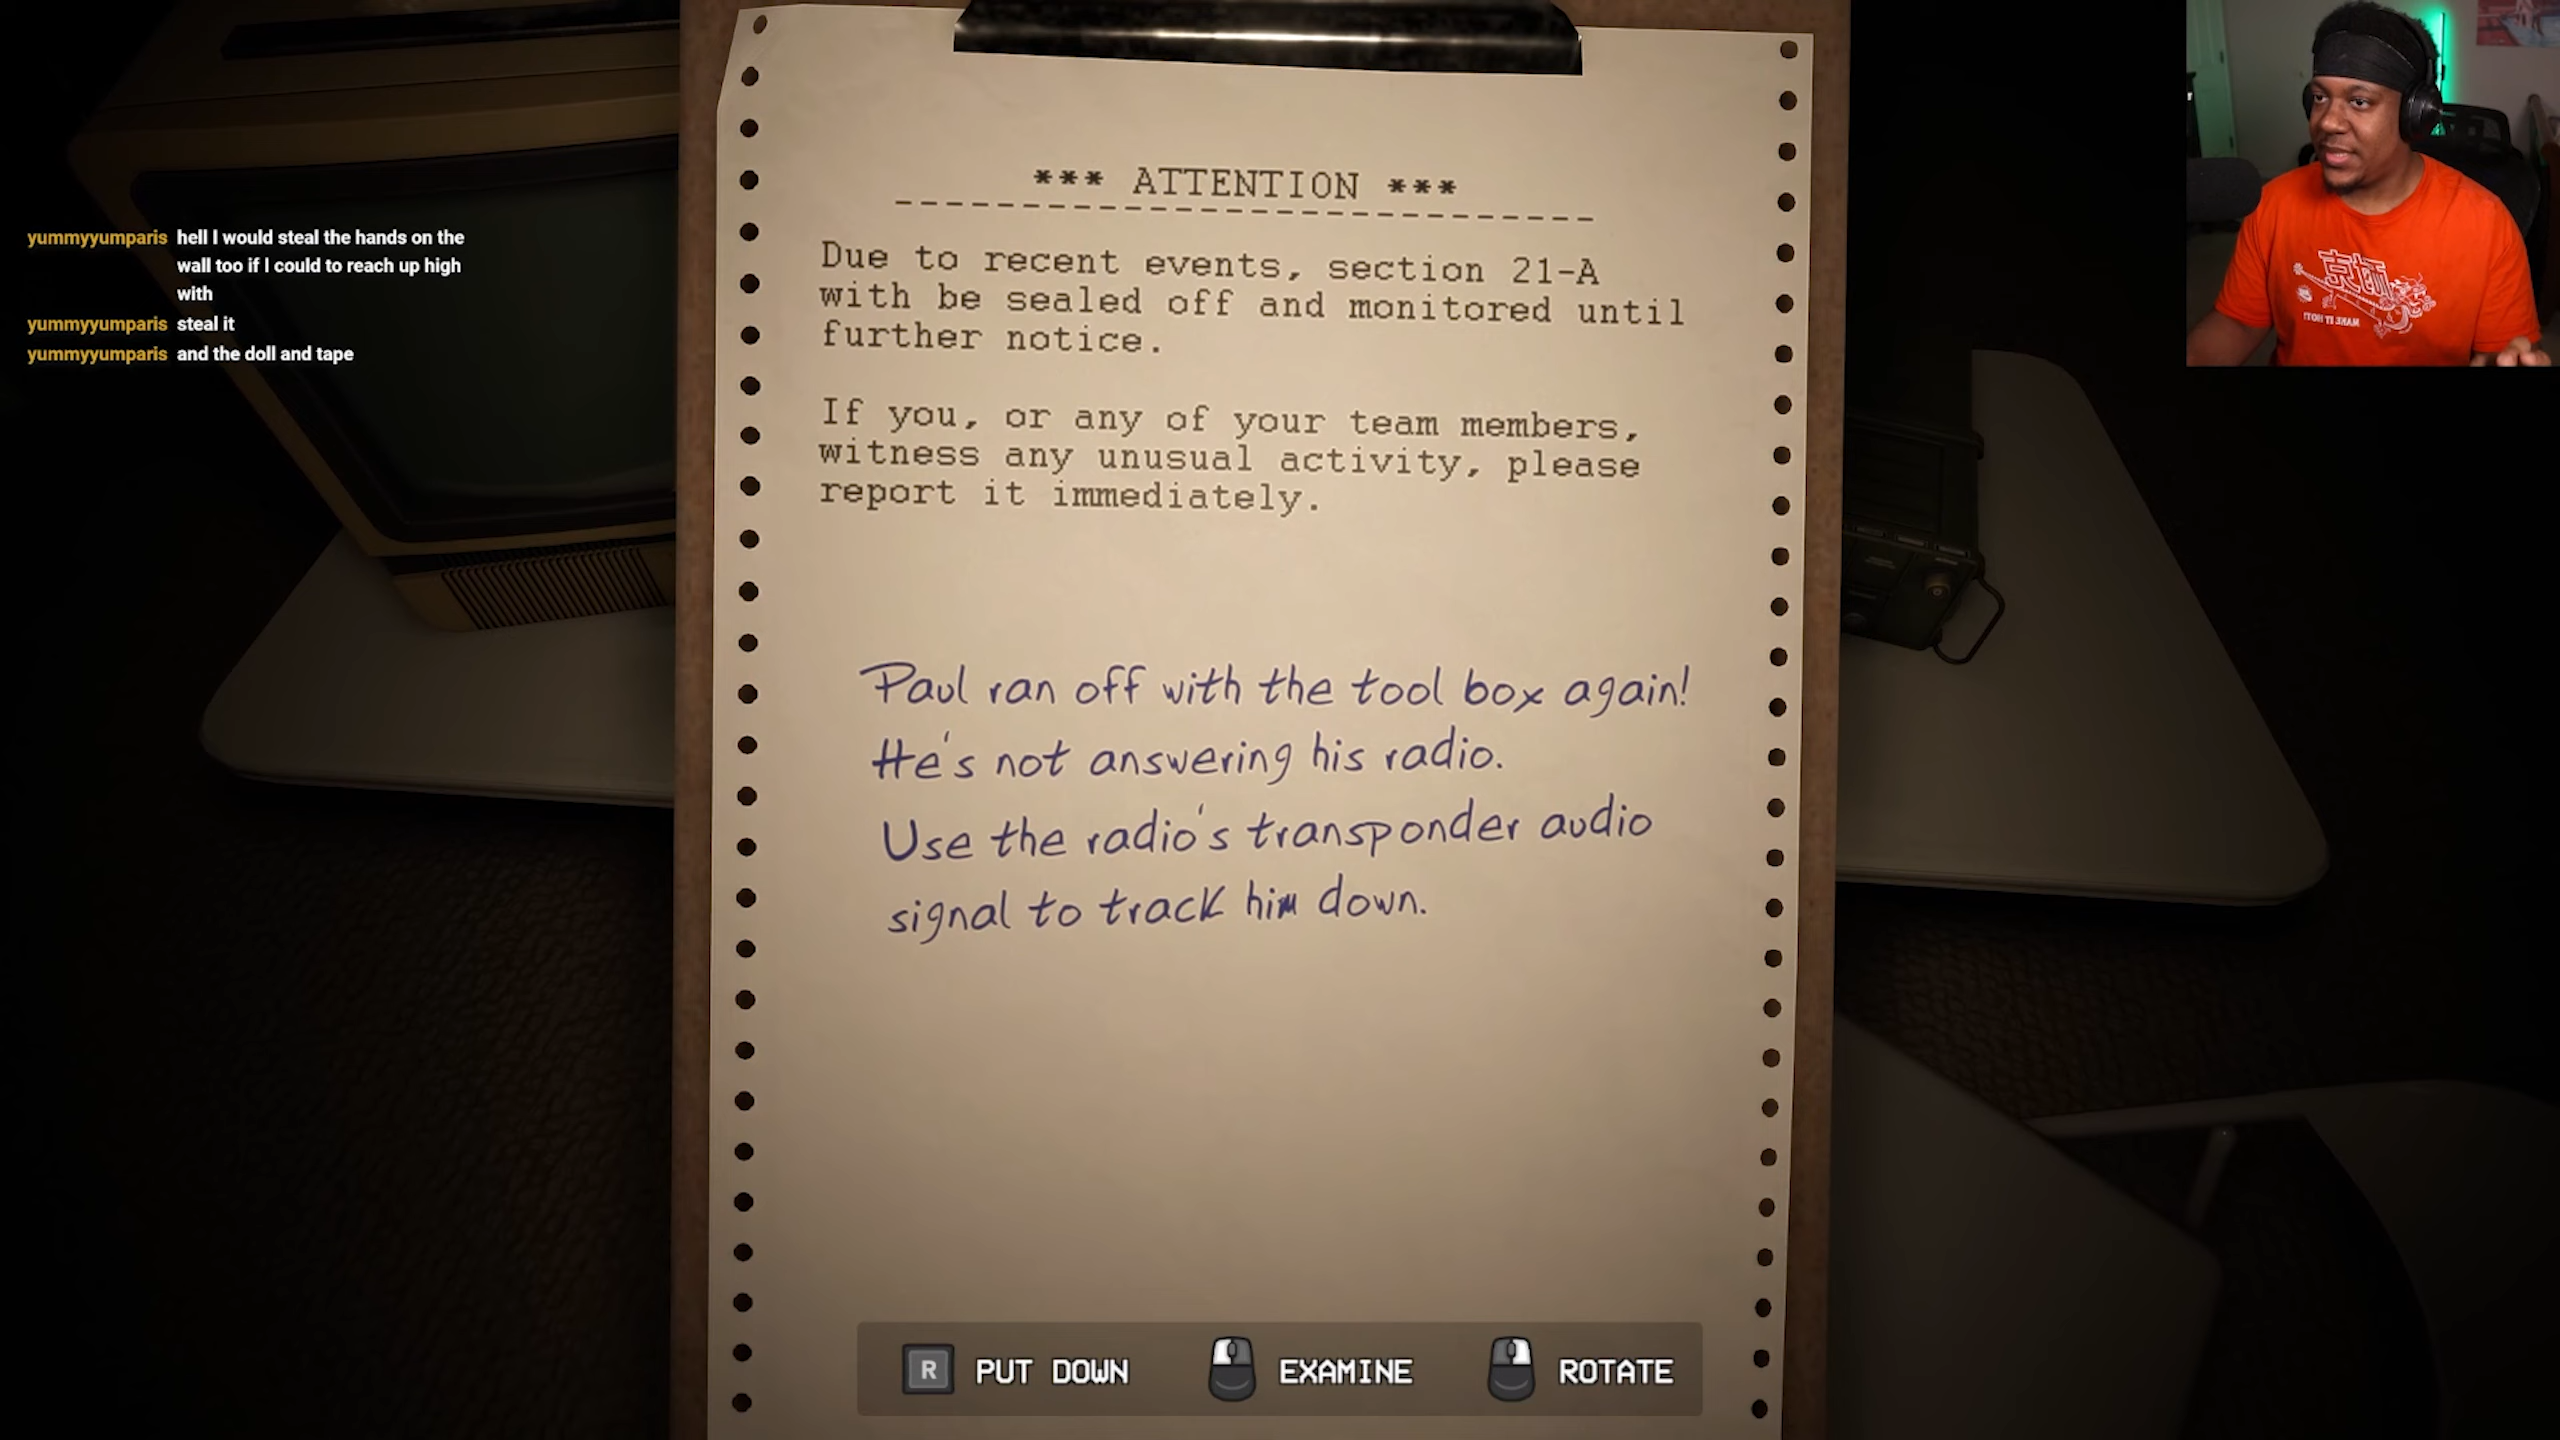 *** ATTENTION ***
---------------------------
Due to recent events, section 21-A
with be sealed off and monitored until
further notice.
If you, or any of your team members,
witness any unusual activity, please
report it immediately.
Paul ran off with the tool box again!
He's not answering his radio.
Use the radio's transponder audio
signal to track him down.
R PUT DOWN EXAMINE ROTATE
yummyyumparis hell I would steal the hands on the
wall too if I could to reach up high
with
yummyyumparis steal it
yummyyumparis and the doll and tape